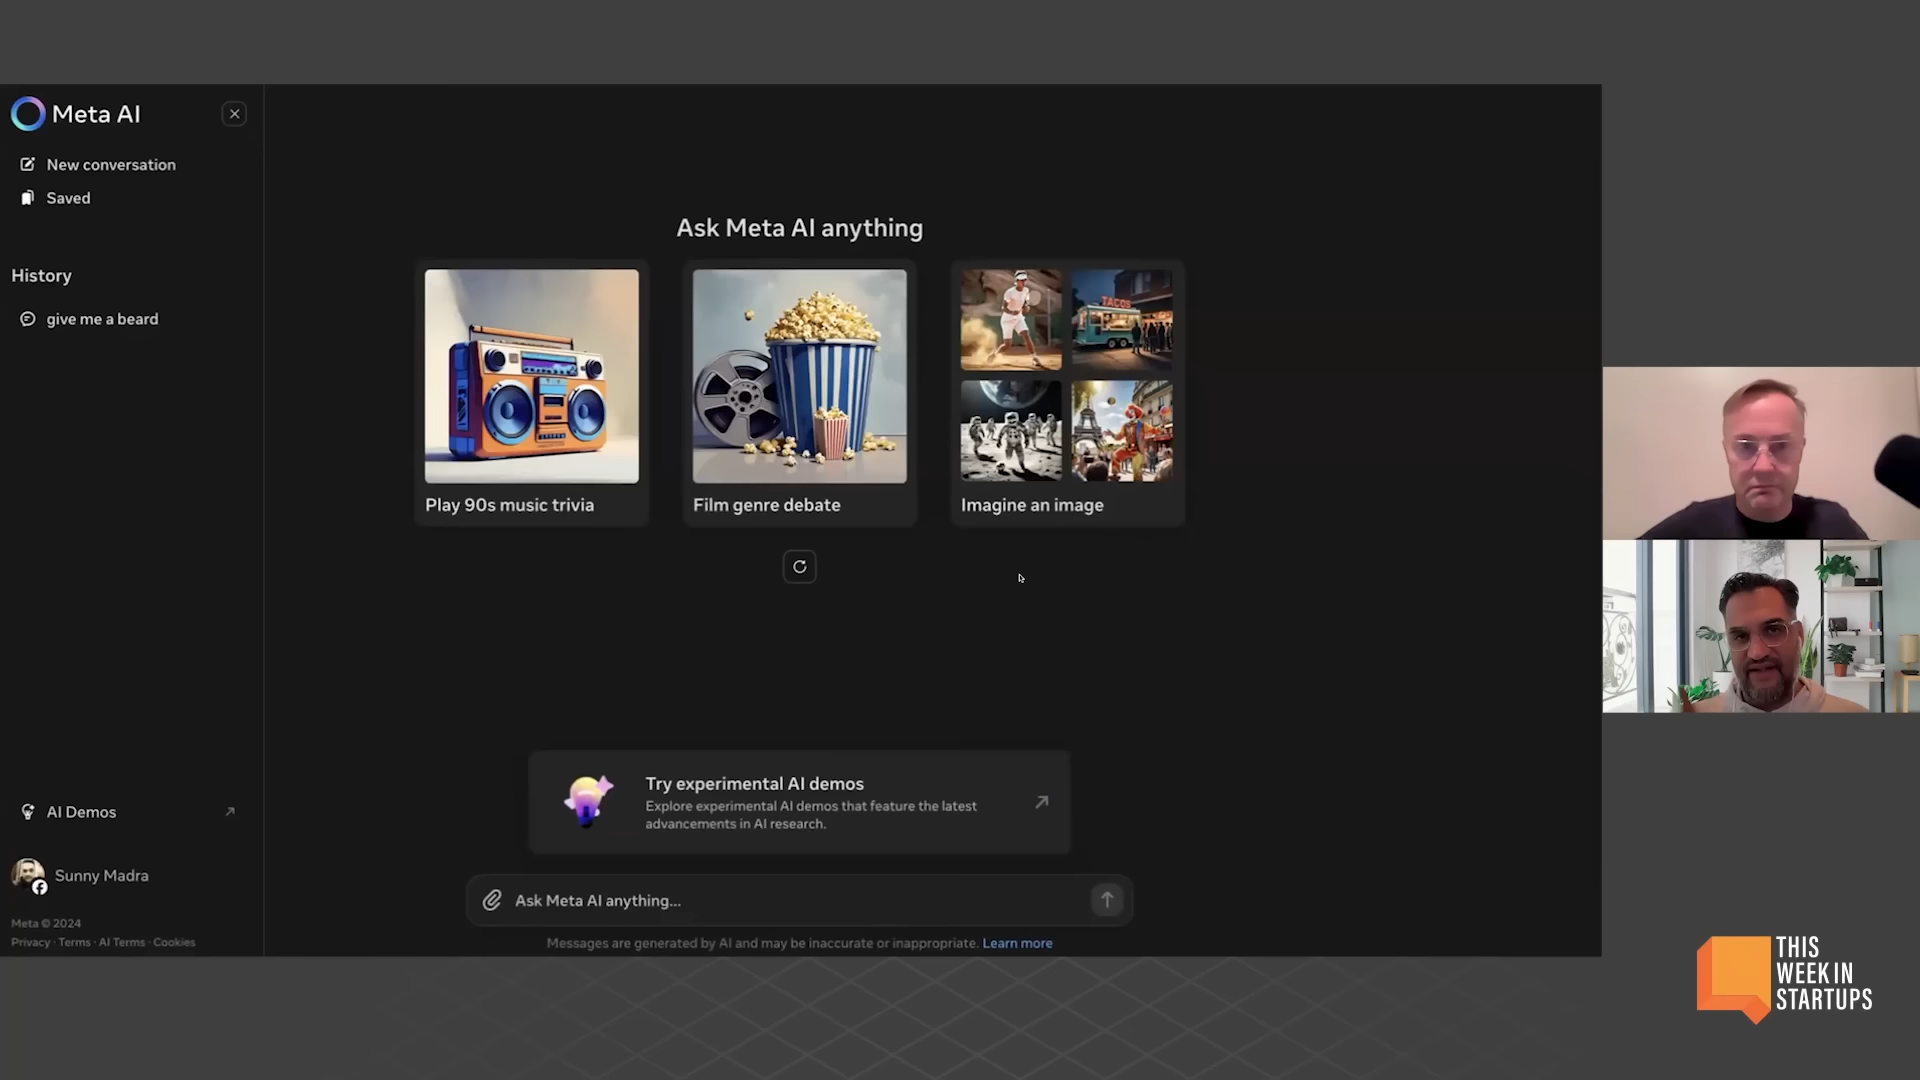 Meta AI
New conversation
Saved
History
give me a beard
AI Demos
Sunny Madra
Meta © 2024
Privacy · Terms · AI Terms · Cookies
Ask Meta AI anything
TACOS
Play 90s music trivia
Film genre debate
Imagine an image
Try experimental AI demos
Explore experimental AI demos that feature the latest
advancements in AI research.
Ask Meta AI anything...
Messages are generated by AI and may be inaccurate or inappropriate. Learn more
THIS
WEEK IN
STARTUPS